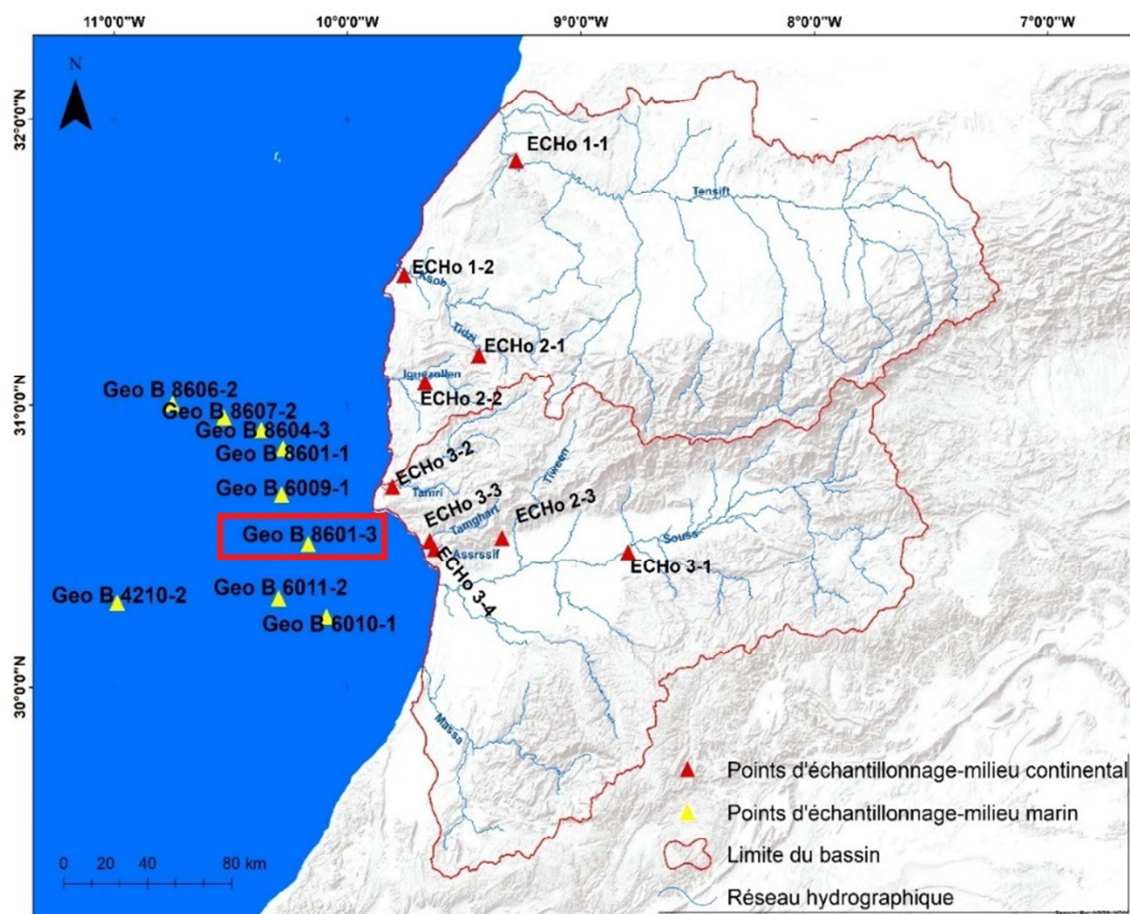 11°0'0"W 10°0'0"W 9°0'0"W 8°0'0"W 7°0'0"W
N
32°0'0"N
ECHo 1-1
Tensift
ECHo 1-2
Ksob
Tidzi
ECHo 2-1
Iguezollen
ECHo 2-2
31°0'0"N
Geo B 8606-2
Geo B 8607-2
Geo B 8604-3
Geo B 8601-1
Geo B 6009-1
ECHo 3-2
Tamri
Tiween
ECHo 3-3
Tamghart
ECHo 2-3
Geo B 8601-3
Souss
Assrssif
ECHo 3-1
ECHo 3-4
Geo B 4210-2
Geo B 6011-2
Geo B 6010-1
30°0'0"N
Massa
Points d'échantillonnage-milieu continental
Points d'échantillonnage-milieu marin
Limite du bassin
Réseau hydrographique
0 20 40 80 km